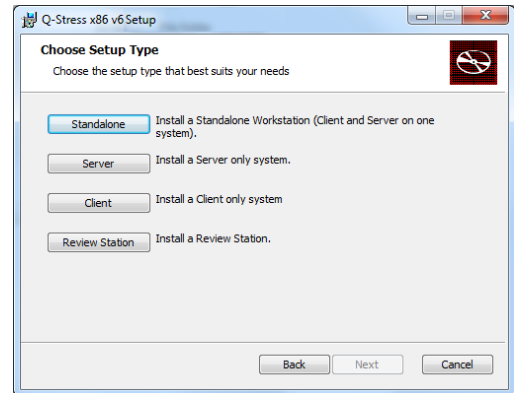 Q-Stress x86 v6 Setup
Choose Setup Type
Choose the setup type that best suits your needs
Standalone
Install a Standalone Workstation (Client and Server on one
system).
Server
Install a Server only system.
Client
Install a Client only system
Review Station
Install a Review Station.
Back
Next
Cancel